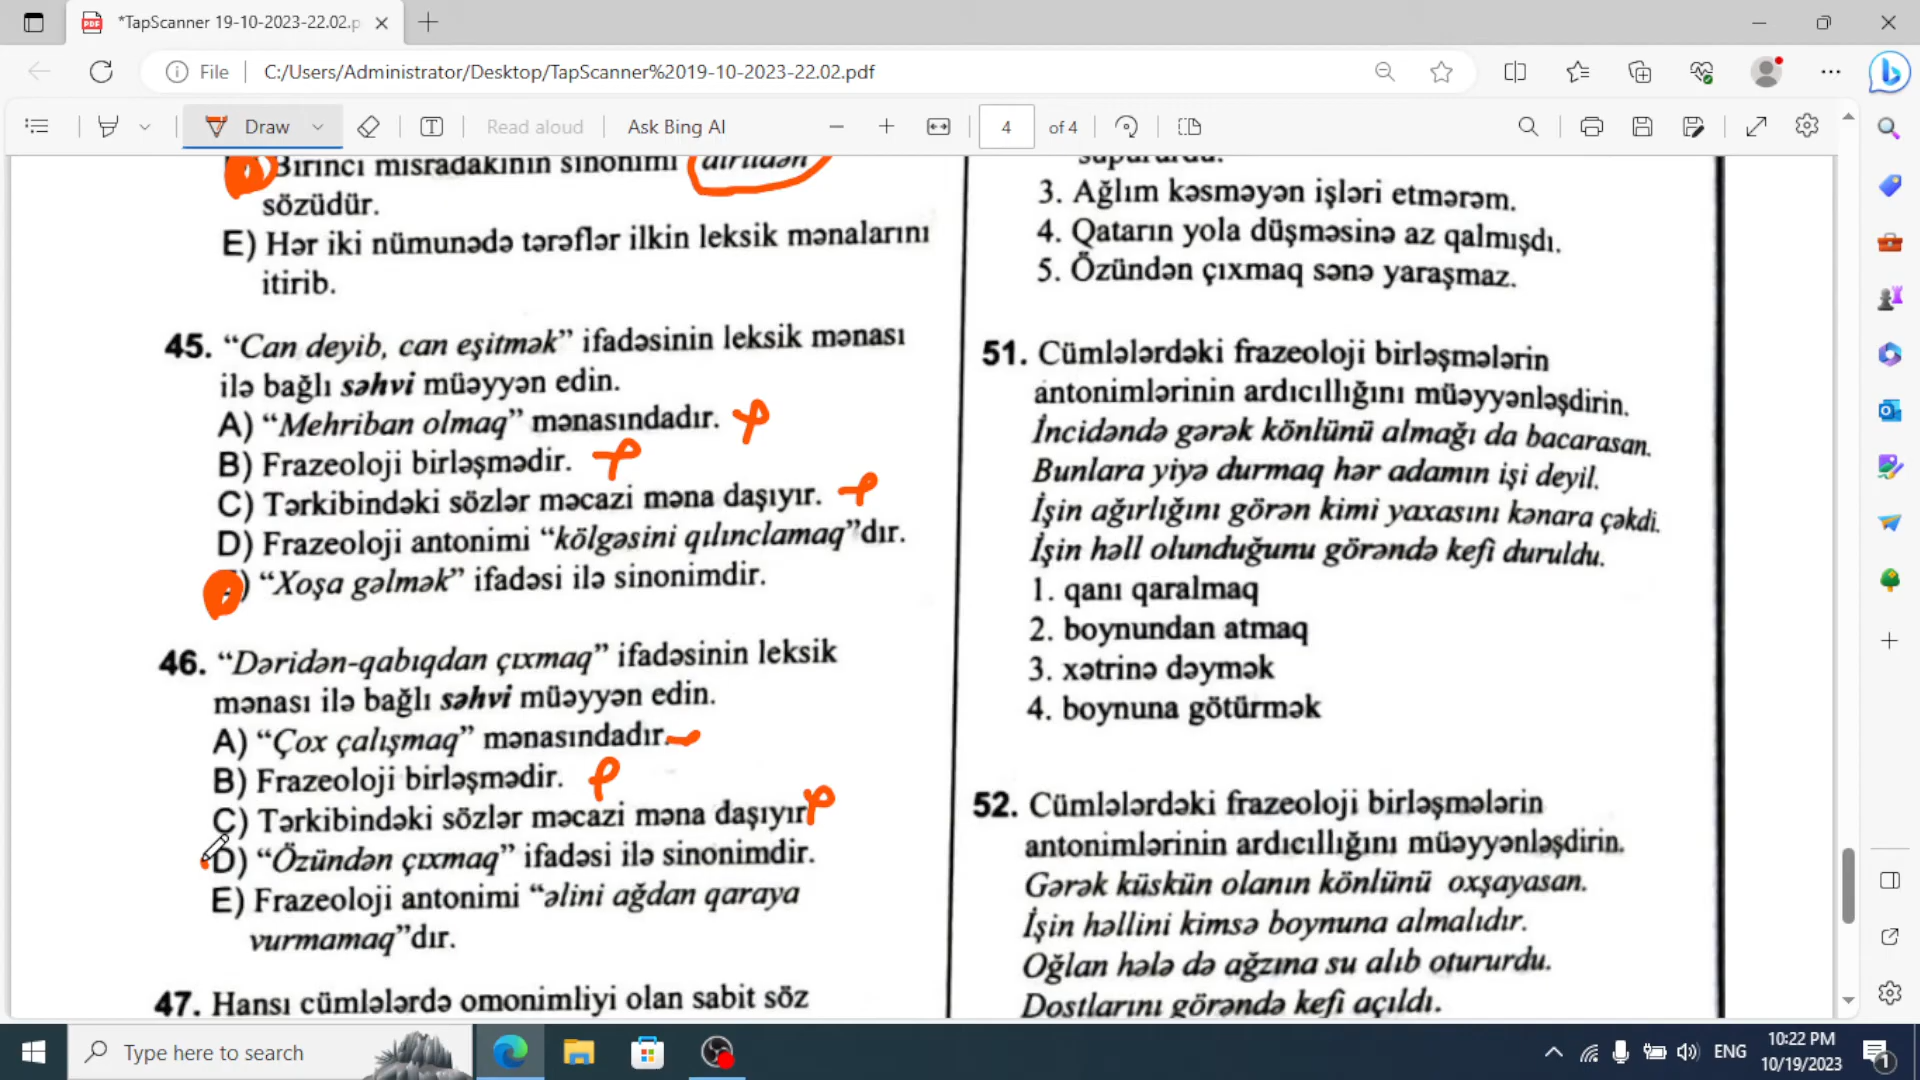 *TapScanner 19-10-2023-22.02.p
File
C:/Users/Administrator/Desktop/TapScanner%2019-10-2023-22.02.pdf
Draw
Read aloud
Ask Bing AI
4 of 4
Birinci misradakının sinonimi dirildən
sözüdür.
E) Hər iki nümunədə tərəflər ilkin leksik mənalarını
itirib.
45. “Can deyib, can eşitmək” ifadəsinin leksik mənası
ilə bağlı səhvi müəyyən edin.
A) “Mehriban olmaq” mənasındadır.
B) Frazeoloji birləşmədir.
C) Tərkibindəki sözlər məcazi məna daşıyır.
D) Frazeoloji antonimi “kölgəsini qılınclamaq”dır.
) “Xoşa gəlmək” ifadəsi ilə sinonimdir.
46. “Dəridən-qabıqdan çıxmaq” ifadəsinin leksik
mənası ilə bağlı səhvi müəyyən edin.
A) “Çox çalışmaq” mənasındadır.
B) Frazeoloji birləşmədir.
C) Tərkibindəki sözlər məcazi məna daşıyır
D) “Özündən çıxmaq” ifadəsi ilə sinonimdir.
E) Frazeoloji antonimi “əlini ağdan qaraya
vurmamaq”dır.
47. Hansı cümlələrdə omonimliyi olan sabit söz
3. Ağlım kəsməyən işləri etmərəm.
4. Qatarın yola düşməsinə az qalmışdı.
5. Özündən çıxmaq sənə yaraşmaz.
51. Cümlələrdəki frazeoloji birləşmələrin
antonimlərinin ardıcıllığını müəyyənləşdirin.
İncidəndə gərək könlünü almağı da bacarasan.
Bunlara yiyə durmaq hər adamın işi deyil.
İşin ağırlığını görən kimi yaxasını kənara çəkdi.
İşin həll olunduğunu görəndə kefi duruldu.
1. qanı qaralmaq
2. boynundan atmaq
3. xətrinə dəymək
4. boynuna götürmək
52. Cümlələrdəki frazeoloji birləşmələrin
antonimlərinin ardıcıllığını müəyyənləşdirin.
Gərək küskün olanın könlünü oxşayasan.
İşin həllini kimsə boynuna almalıdır.
Oğlan hələ də ağzına su alıb otururdu.
Dostlarını görəndə kefi açıldı.
Type here to search
ENG
10:22 PM
10/19/2023
1